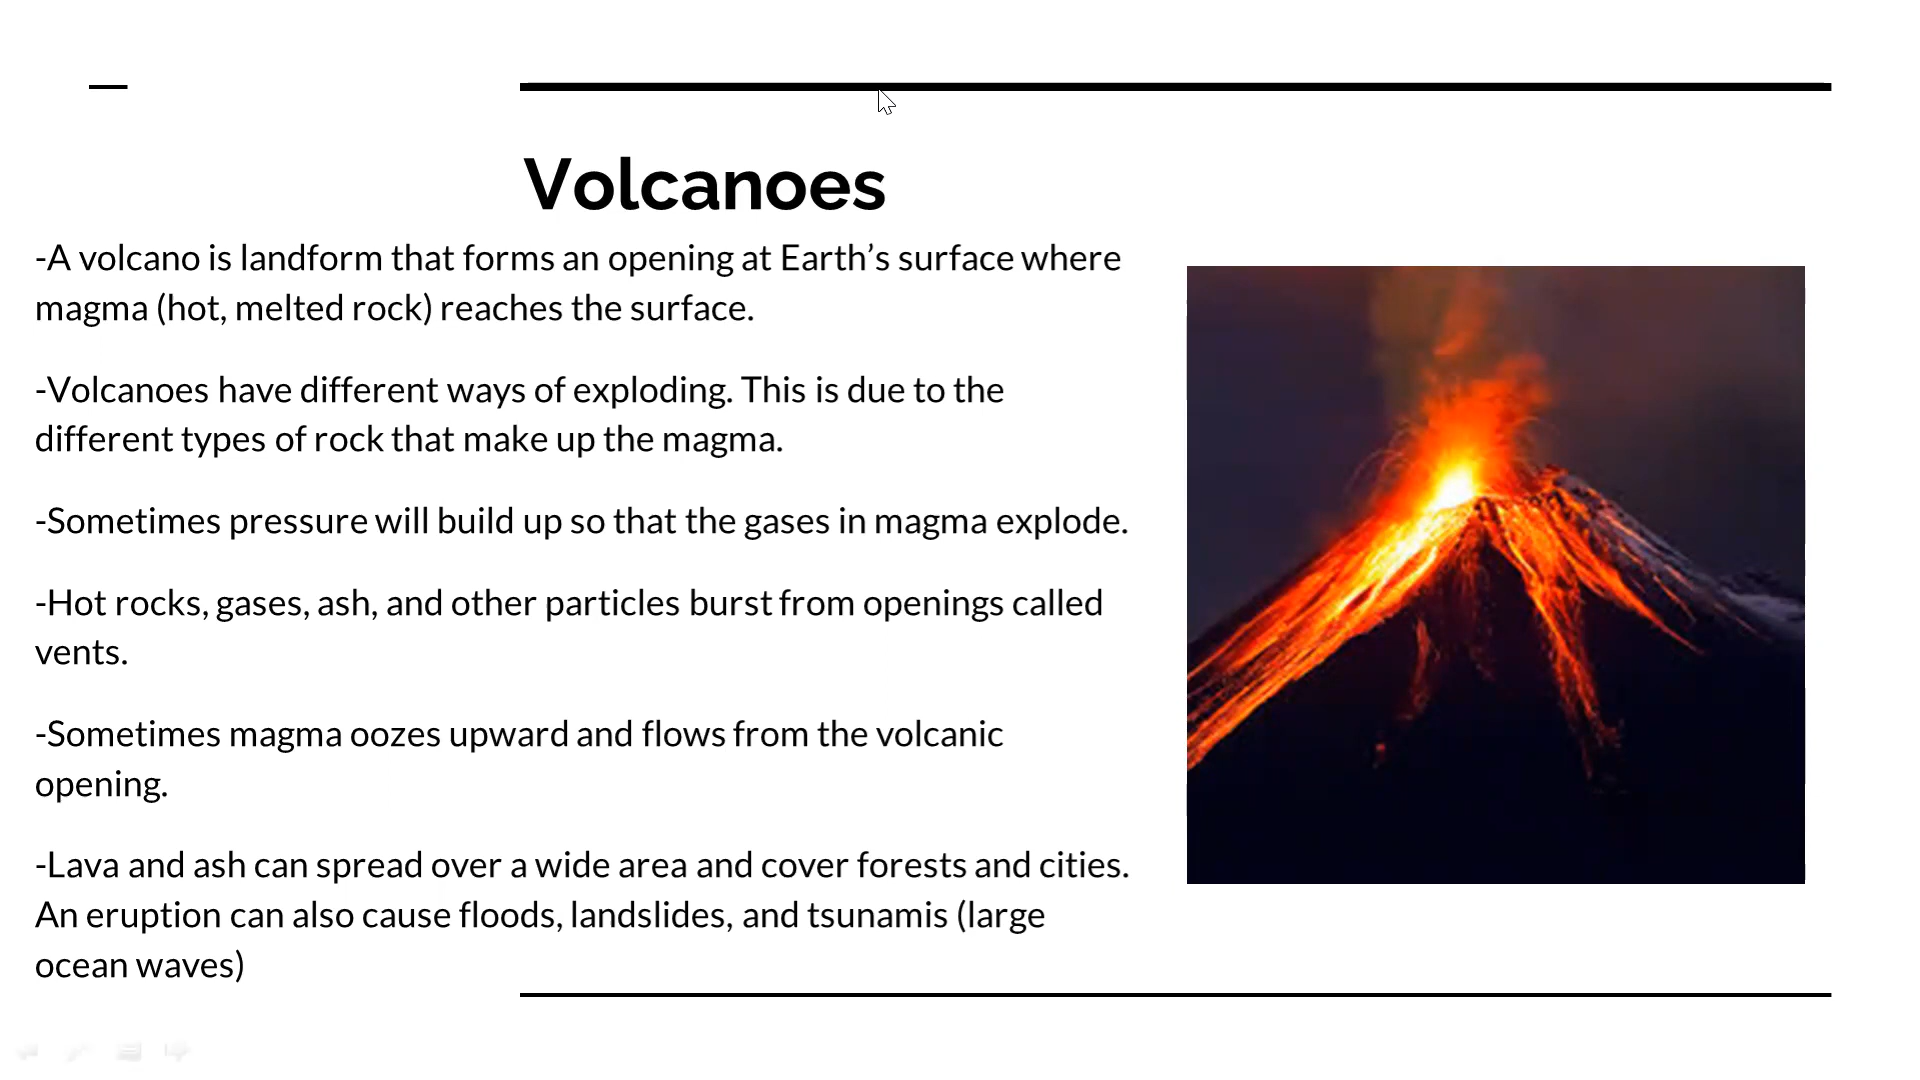 Volcanoes
-A volcano is landform that forms an opening at Earth’s surface where
magma (hot, melted rock) reaches the surface.
-Volcanoes have different ways of exploding. This is due to the
different types of rock that make up the magma.
-Sometimes pressure will build up so that the gases in magma explode.
-Hot rocks, gases, ash, and other particles burst from openings called
vents.
-Sometimes magma oozes upward and flows from the volcanic
opening.
-Lava and ash can spread over a wide area and cover forests and cities.
An eruption can also cause floods, landslides, and tsunamis (large
ocean waves)